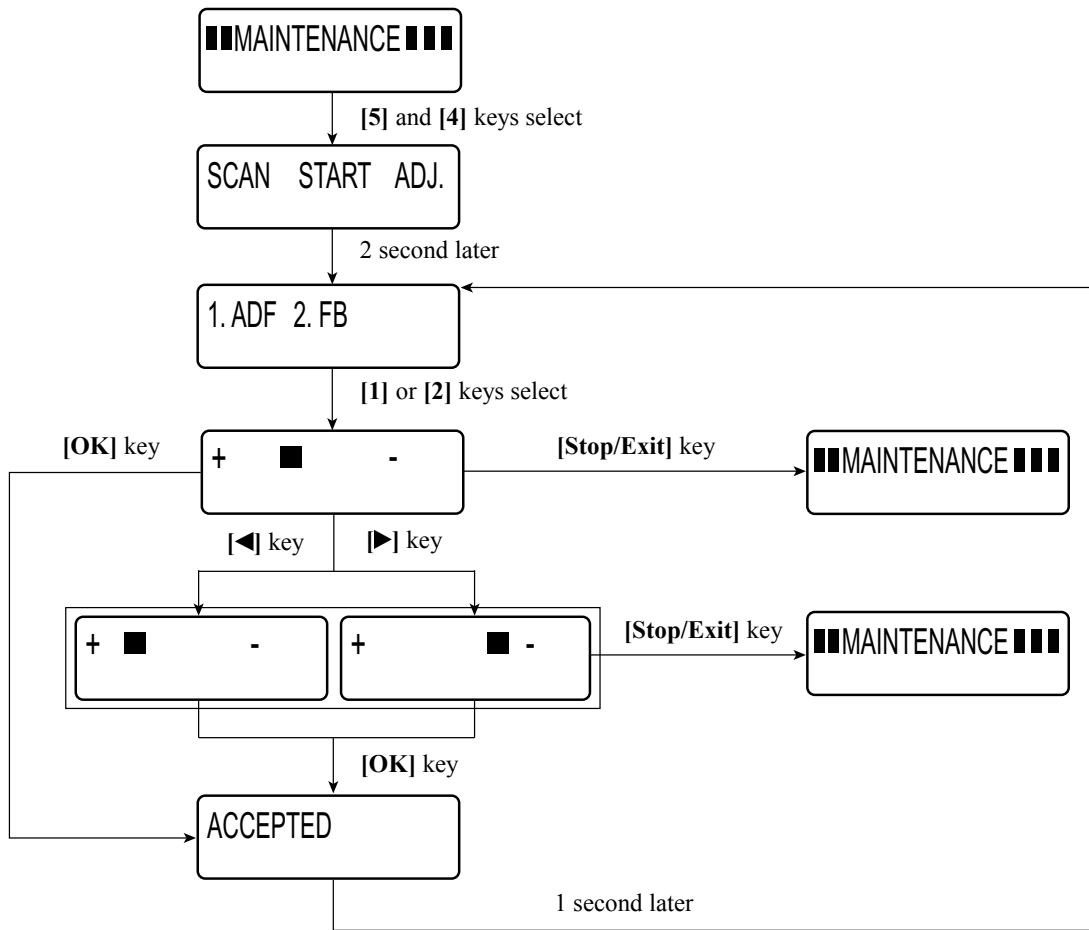 ■■MAINTENANCE■■■
[5] and [4] keys select
SCAN START ADJ.
2 second later
1. ADF 2. FB
[1] or [2] keys select
[OK] key
+ ■ -
[Stop/Exit] key
■■MAINTENANCE■■■
[◀] key
[▶] key
+ ■ -
+ ■ -
[Stop/Exit] key
■■MAINTENANCE■■■
[OK] key
ACCEPTED
1 second later